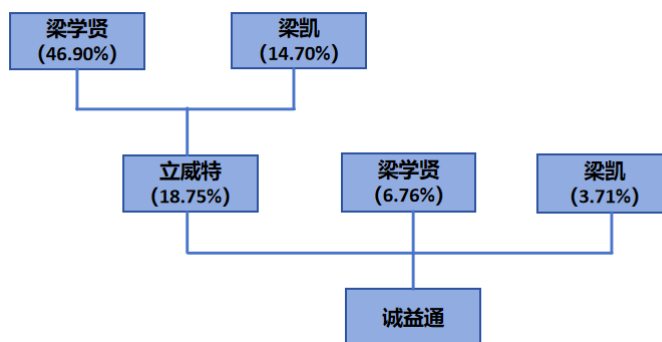 梁学贤
(46.90%)
梁凯
(14.70%)
立威特
(18.75%)
梁学贤
(6.76%)
梁凯
(3.71%)
诚益通